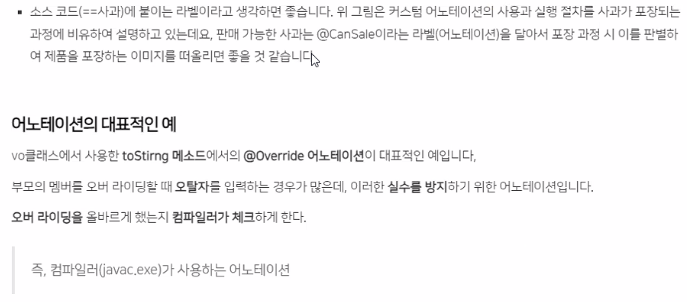 소스 코드(==사과)에 붙이는 라벨이라고 생각하면 좋습니다. 위 그림은 커스텀 어노테이션의 사용과 실행 절차를 사과가 포장되는
과정에 비유하여 설명하고 있는데요, 판매 가능한 사과는 @CanSale이라는 라벨(어노테이션)을 달아서 포장 과정 시 이를 판별하
여 제품을 포장하는 이미지를 떠올리면 좋을 것 같습니다.
어노테이션의 대표적인 예
vo클래스에서 사용한 toStirng 메소드에서의 @Override 어노테이션이 대표적인 예입니다,
부모의 멤버를 오버 라이딩할 때 오탈자를 입력하는 경우가 많은데, 이러한 실수를 방지하기 위한 어노테이션입니다.
오버 라이딩을 올바르게 했는지 컴파일러가 체크하게 한다.
즉, 컴파일러(javac.exe)가 사용하는 어노테이션